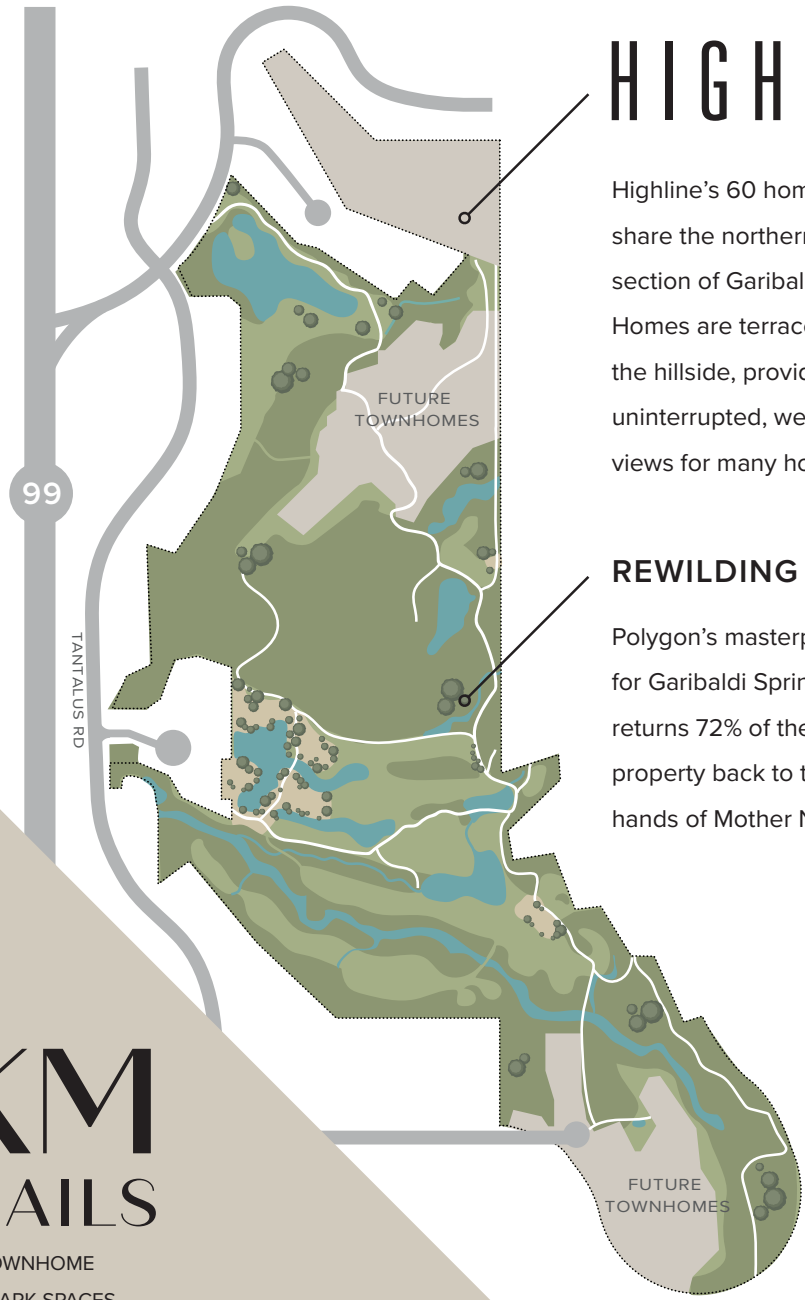 HIGH
Highline's 60 hom
share the northern
section of Garibal
Homes are terrace
the hillside, provid
uninterrupted, we
views for many ho
FUTURE
TOWNHOMES
99
REWILDING
TANTALUS RD
Polygon's masterp
for Garibaldi Sprin
returns 72% of the
property back to t
hands of Mother N
KM
AILS
OWNHOME
ARK SPACES
FUTURE
TOWNHOMES